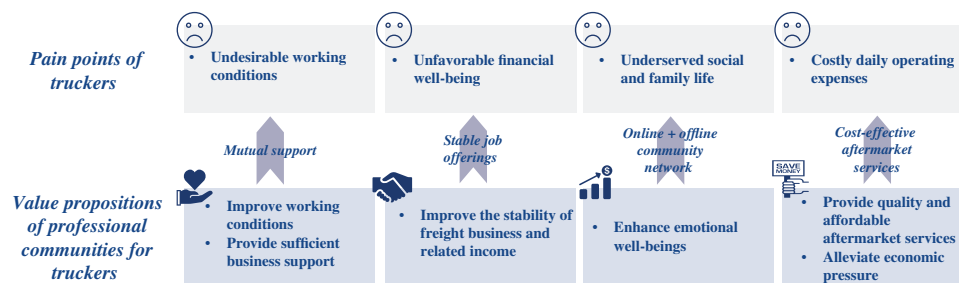 Pain points of
truckers
• Undesirable working
conditions
• Unfavorable financial
well-being
• Underserved social
and family life
• Costly daily operating
expenses
Mutual support
Stable job
offerings
Online + offline
community
network
Cost-effective
aftermarket
services
$
SAVE
MONEY
Value propositions
of professional
communities for
truckers
• Improve working
conditions
• Provide sufficient
business support
• Improve the stability of
freight business and
related income
• Enhance emotional
well-beings
• Provide quality and
affordable
aftermarket services
• Alleviate economic
pressure